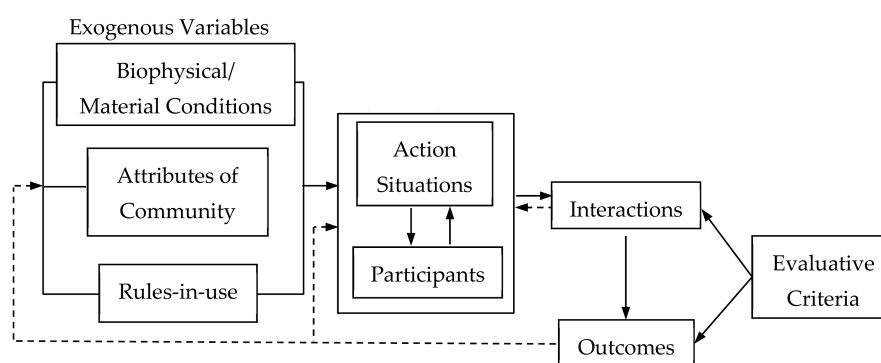 Exogenous Variables
Biophysical/
Material Conditions
Attributes of
Community
Rules-in-use
Action
Situations
Participants
Interactions
Outcomes
Evaluative
Criteria